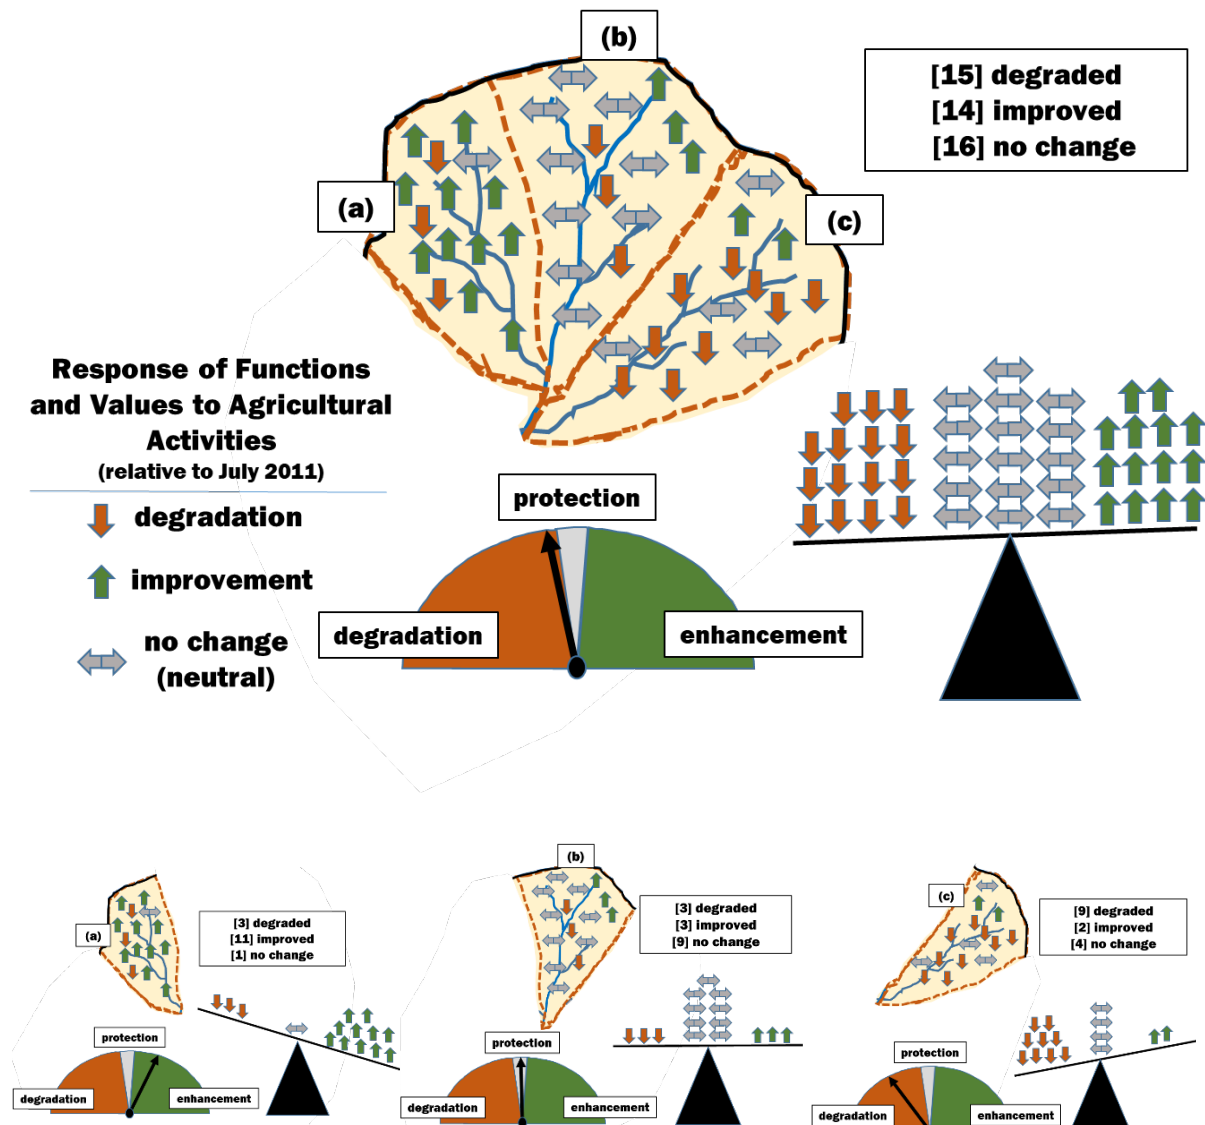 (b)
[15] degraded
[14] improved
[16] no change
(a)
(c)
Response of Functions
and Values to Agricultural
Activities
(relative to July 2011)
degradation
improvement
no change
(neutral)
protection
degradation
enhancement
(a)
[3] degraded
[11] improved
[1] no change
protection
degradation
enhancement
(b)
[3] degraded
[3] improved
[9] no change
protection
degradation
enhancement
(c)
[9] degraded
[2] improved
[4] no change
protection
degradation
enhancement